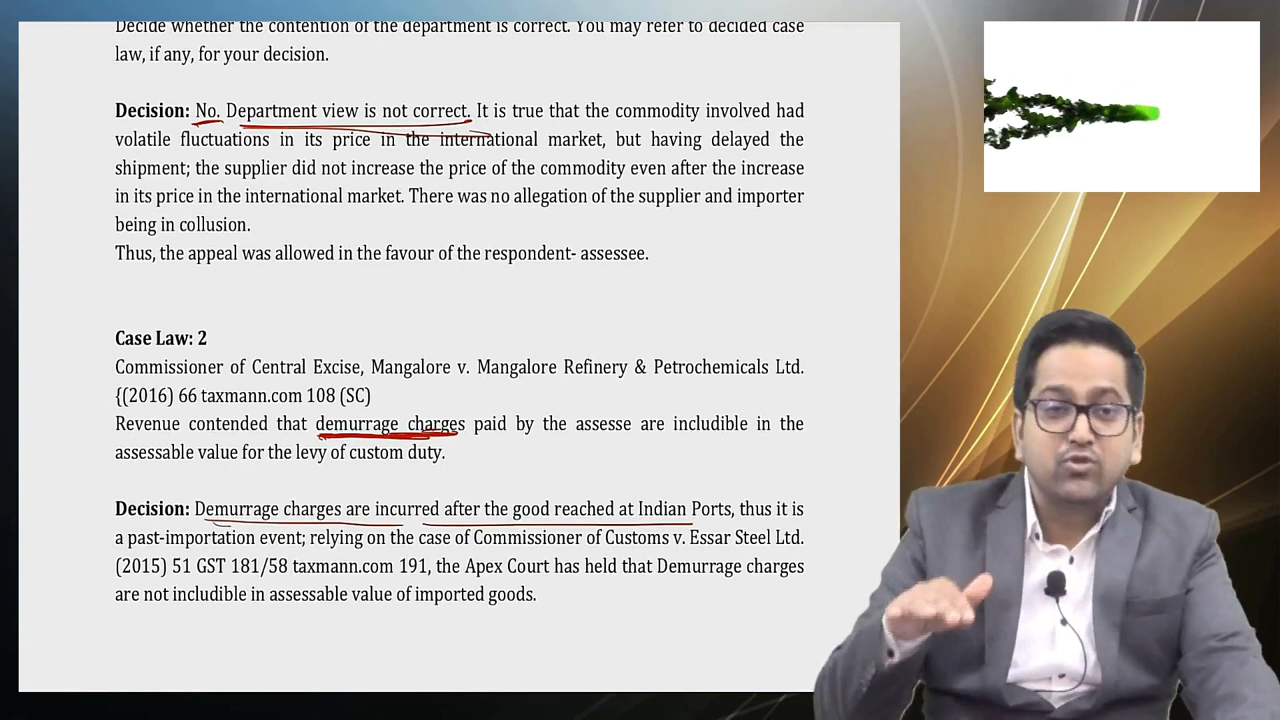 Decide whether the contention of the department is correct. You may refer to decided case
law, if any, for your decision.
Decision: No. Department view is not correct. It is true that the commodity involved had
volatile fluctuations in its price in the international market, but having delayed the
shipment; the supplier did not increase the price of the commodity even after the increase
in its price in the international market. There was no allegation of the supplier and importer
being in collusion.
Thus, the appeal was allowed in the favour of the respondent- assessee.
Case Law: 2
Commissioner of Central Excise, Mangalore v. Mangalore Refinery & Petrochemicals Ltd.
{(2016) 66 taxmann.com 108 (SC)
Revenue contended that demurrage charges paid by the assesse are includible in the
assessable value for the levy of custom duty.
Decision: Demurrage charges are incurred after the good reached at Indian Ports, thus it is
a past-importation event; relying on the case of Commissioner of Customs v. Essar Steel Ltd.
(2015) 51 GST 181/58 taxmann.com 191, the Apex Court has held that Demurrage charges
are not includible in assessable value of imported goods.